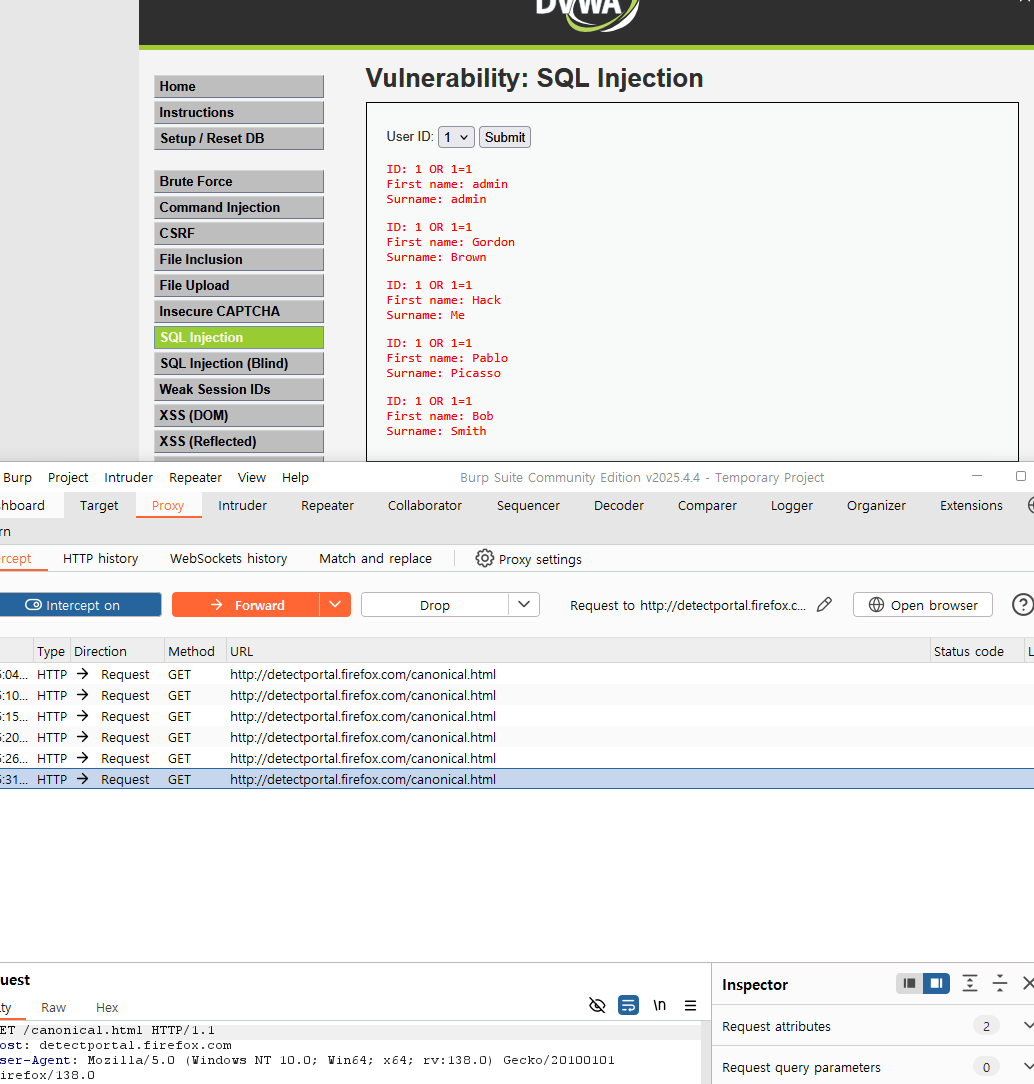 DVWA
Vulnerability: SQL Injection
Home
Instructions
Setup / Reset DB
Brute Force
Command Injection
CSRF
File Inclusion
File Upload
Insecure CAPTCHA
SQL Injection
SQL Injection (Blind)
Weak Session IDs
XSS (DOM)
XSS (Reflected)
User ID: 1 Submit
ID: 1 OR 1=1
First name: admin
Surname: admin
ID: 1 OR 1=1
First name: Gordon
Surname: Brown
ID: 1 OR 1=1
First name: Hack
Surname: Me
ID: 1 OR 1=1
First name: Pablo
Surname: Picasso
ID: 1 OR 1=1
First name: Bob
Surname: Smith
Burp Project Intruder Repeater View Help Burp Suite Community Edition v2025.4.4 - Temporary Project
hboard Target Proxy Intruder Repeater Collaborator Sequencer Decoder Comparer Logger Organizer Extensions
rn
rcept HTTP history WebSockets history Match and replace Proxy settings
Intercept on Forward Drop Request to http://detectportal.firefox.c... Open browser
Type Direction Method URL Status code L
5:04... HTTP Request GET http://detectportal.firefox.com/canonical.html
5:10... HTTP Request GET http://detectportal.firefox.com/canonical.html
5:15... HTTP Request GET http://detectportal.firefox.com/canonical.html
5:20... HTTP Request GET http://detectportal.firefox.com/canonical.html
5:26... HTTP Request GET http://detectportal.firefox.com/canonical.html
5:31... HTTP Request GET http://detectportal.firefox.com/canonical.html
uest
ty Raw Hex \n
ET /canonical.html HTTP/1.1
ost: detectportal.firefox.com
ser-Agent: Mozilla/5.0 (Windows NT 10.0; Win64; x64; rv:138.0) Gecko/20100101
irefox/138.0
Inspector
Request attributes 2
Request query parameters 0